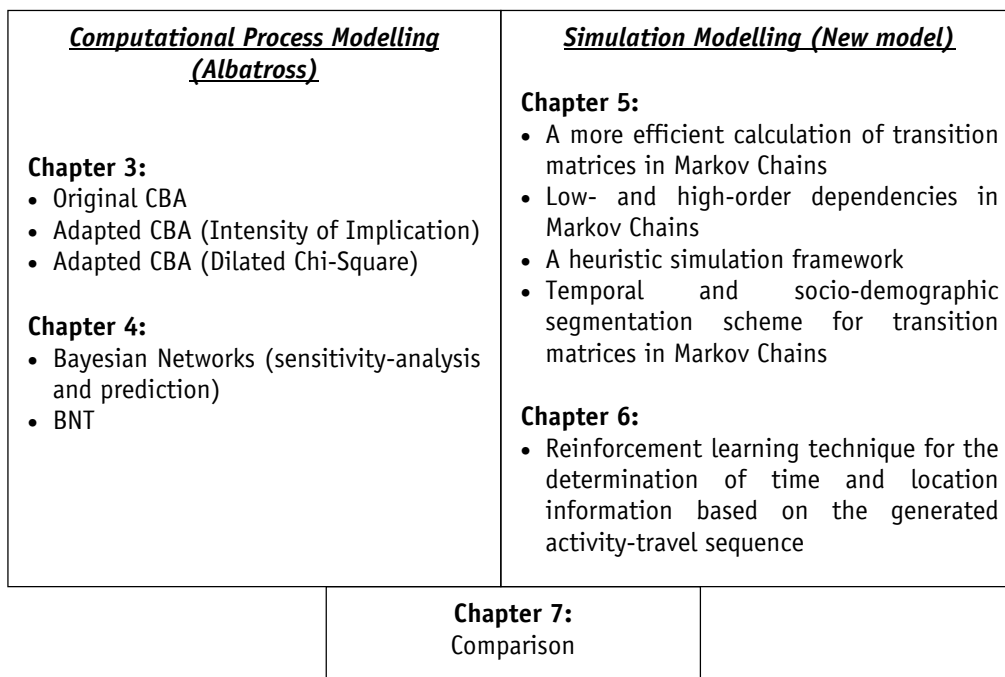 Computational Process Modelling
(Albatross)
Chapter 3:
• Original CBA
• Adapted CBA (Intensity of Implication)
• Adapted CBA (Dilated Chi-Square)
Chapter 4:
• Bayesian Networks (sensitivity-analysis
and prediction)
• BNT
Simulation Modelling (New model)
Chapter 5:
• A more efficient calculation of transition
matrices in Markov Chains
• Low- and high-order dependencies in
Markov Chains
• A heuristic simulation framework
• Temporal and socio-demographic
segmentation scheme for transition
matrices in Markov Chains
Chapter 6:
• Reinforcement learning technique for the
determination of time and location
information based on the generated
activity-travel sequence
Chapter 7:
Comparison